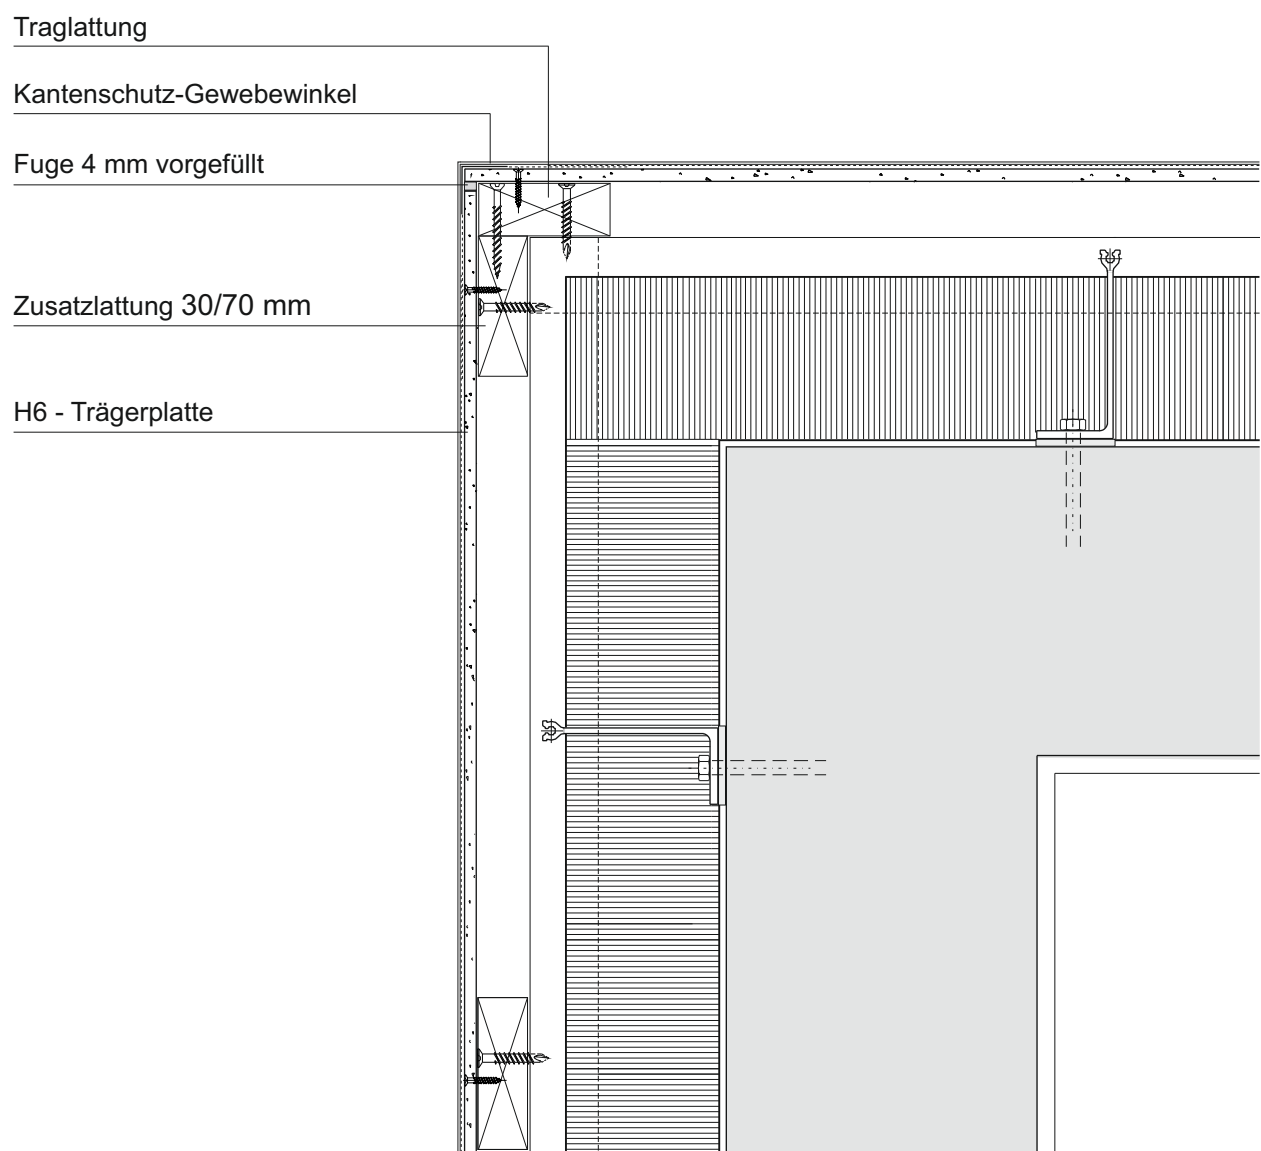 Traglattung
Kantenschutz-Gewebewinkel
Fuge 4 mm vorgefüllt
Zusatzlattung 30/70 mm
H6 - Trägerplatte